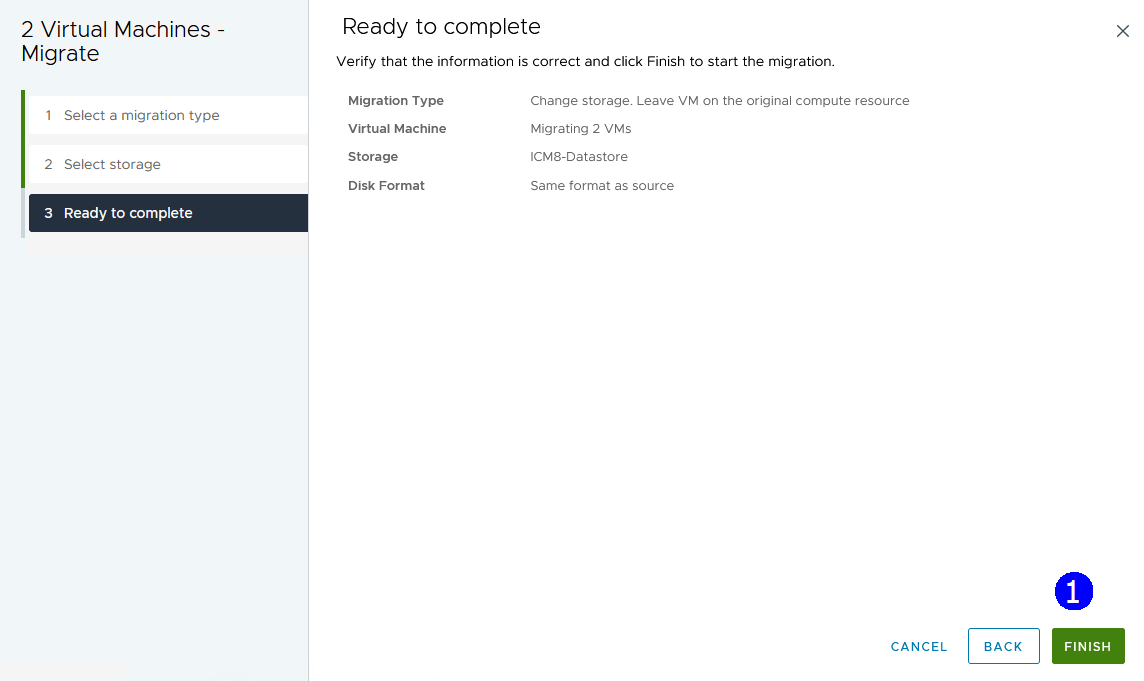 2 Virtual Machines -
Migrate
1 Select a migration type
2 Select storage
3 Ready to complete
Ready to complete
Verify that the information is correct and click Finish to start the migration.
Migration Type Change storage. Leave VM on the original compute resource
Virtual Machine Migrating 2 VMs
Storage ICM8-Datastore
Disk Format Same format as source
1
CANCEL BACK FINISH